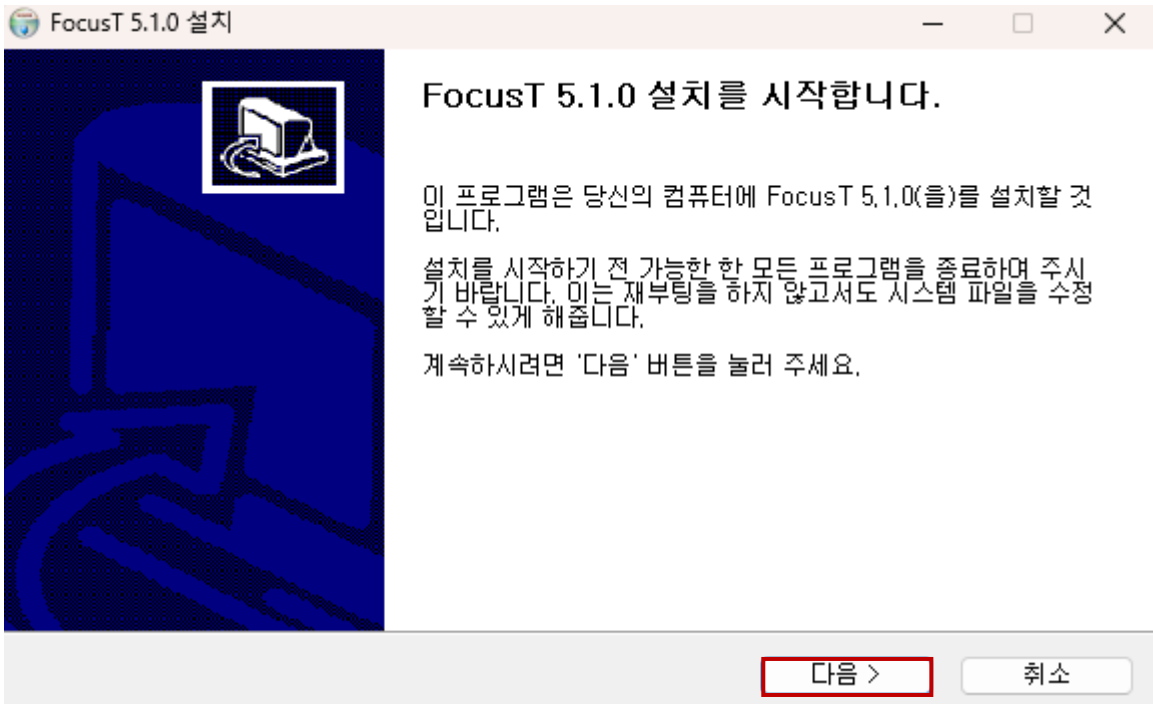 FocusT 5.1.0 설치
FocusT 5.1.0 설치를 시작합니다.
이 프로그램은 당신의 컴퓨터에 FocusT 5.1.0(을)를 설치할 것
입니다.
설치를 시작하기 전 가능한 한 모든 프로그램을 종료하여 주시
기 바랍니다. 이는 재부팅을 하지 않고서도 시스템 파일을 수정
할 수 있게 해줍니다.
계속하시려면 '다음' 버튼을 눌러 주세요.
다음 >
취소